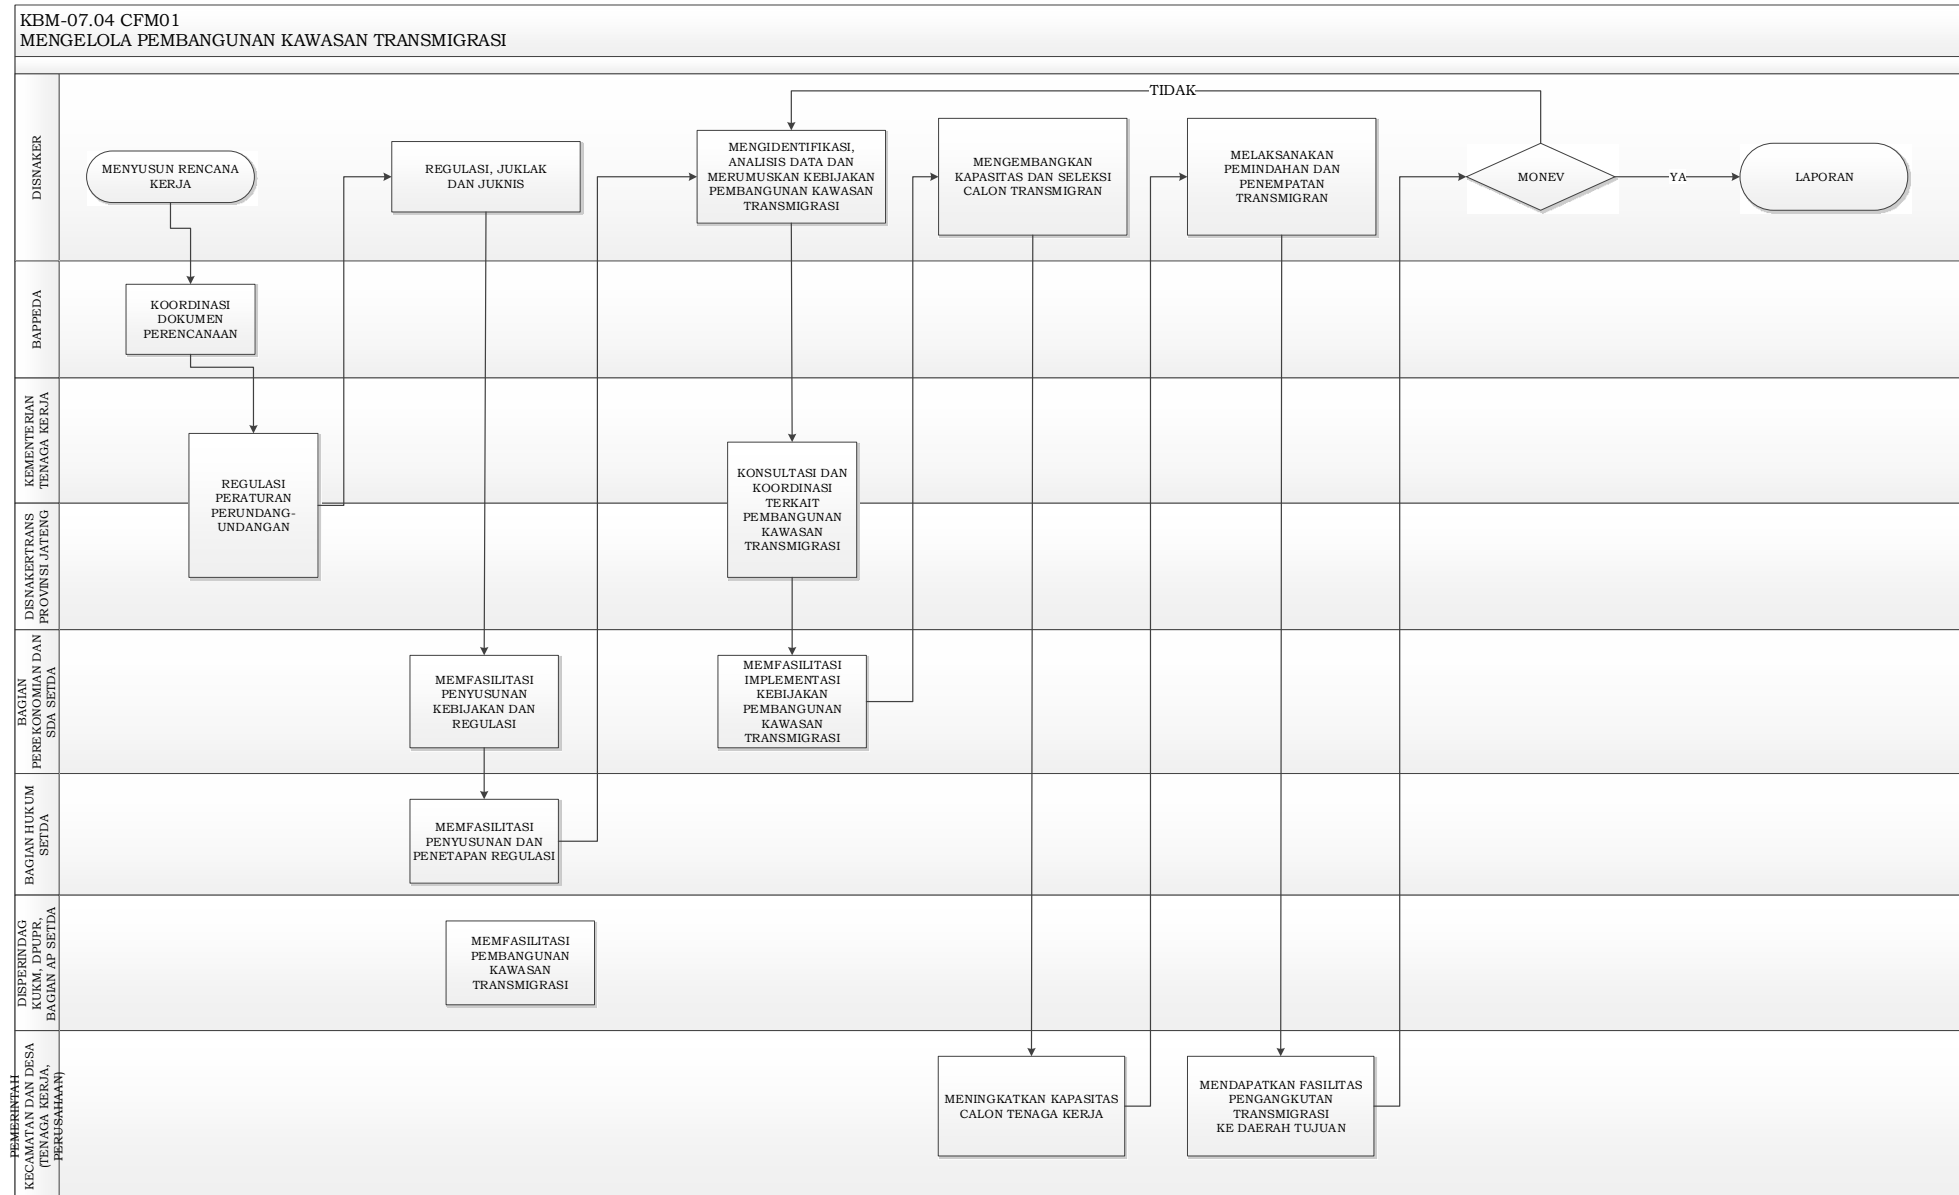 KBM-07.04 CFM01
MENGELOLA PEMBANGUNAN KAWASAN TRANSMIGRASI
DISNAKER
MENYUSUN RENCANA
KERJA
REGULASI, JUKLAK
DAN JUKNIS
MENGIDENTIFIKASI,
ANALISIS DATA DAN
MERUMUSKAN KEBIJAKAN
PEMBANGUNAN KAWASAN
TRANSMIGRASI
TIDAK
MENGEMBANGKAN
KAPASITAS DAN SELEKSI
CALON TRANSMIGRAN
MELAKSANAKAN
PEMINDAHAN DAN
PENEMPATAN
TRANSMIGRAN
MONEV
YA
LAPORAN
BAPPEDA
KOORDINASI
DOKUMEN
PERENCANAAN
KEMENTERIAN
TENAGA KERJA
REGULASI
PERATURAN
PERUNDANG-
UNDANGAN
KONSULTASI DAN
KOORDINASI
TERKAIT
PEMBANGUNAN
KAWASAN
TRANSMIGRASI
DISNAKERTRANS
PROVINSI JATENG
BAGIAN
PEREKONOMIAN DAN
SDA SETDA
MEMFASILITASI
PENYUSUNAN
KEBIJAKAN DAN
REGULASI
MEMFASILITASI
IMPLEMENTASI
KEBIJAKAN
PEMBANGUNAN
KAWASAN
TRANSMIGRASI
BAGIAN HUKUM
SETDA
MEMFASILITASI
PENYUSUNAN DAN
PENETAPAN REGULASI
DISPERINDAG
KUKM, DPUPR,
BAGIAN AP SETDA
MEMFASILITASI
PEMBANGUNAN
KAWASAN
TRANSMIGRASI
PEMERINTAH
KECAMATAN DAN DESA
(TENAGA KERJA,
PERUSAHAAN)
MENINGKATKAN KAPASITAS
CALON TENAGA KERJA
MENDAPATKAN FASILITAS
PENGANGKUTAN
TRANSMIGRASI
KE DAERAH TUJUAN